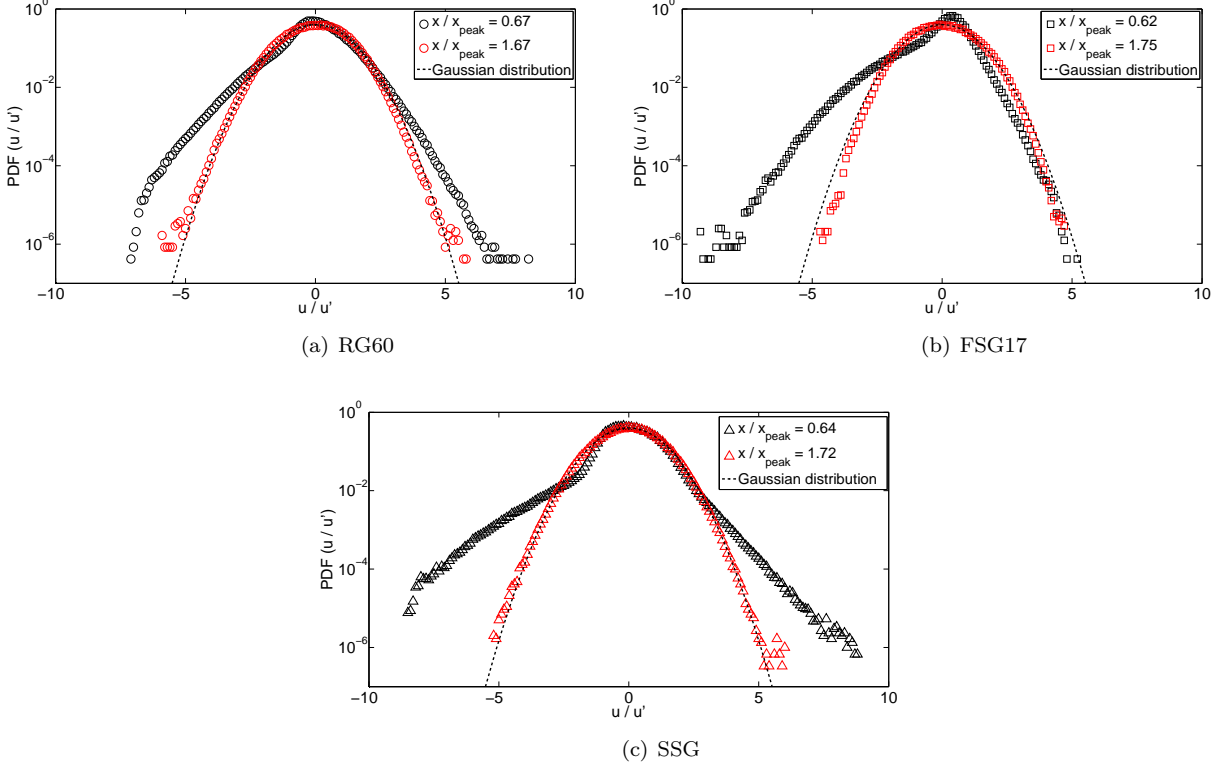 10^0
10^−2
10^−4
10^−6
PDF (u / u')
x / x_peak = 0.67
x / x_peak = 1.67
Gaussian distribution
−10 −5 0 5 10
u / u'
(a) RG60
10^0
10^−2
10^−4
10^−6
PDF (u / u')
x / x_peak = 0.62
x / x_peak = 1.75
Gaussian distribution
−10 −5 0 5 10
u / u'
(b) FSG17
10^0
10^−2
10^−4
10^−6
PDF (u / u')
x / x_peak = 0.64
x / x_peak = 1.72
Gaussian distribution
−10 −5 0 5 10
u / u'
(c) SSG